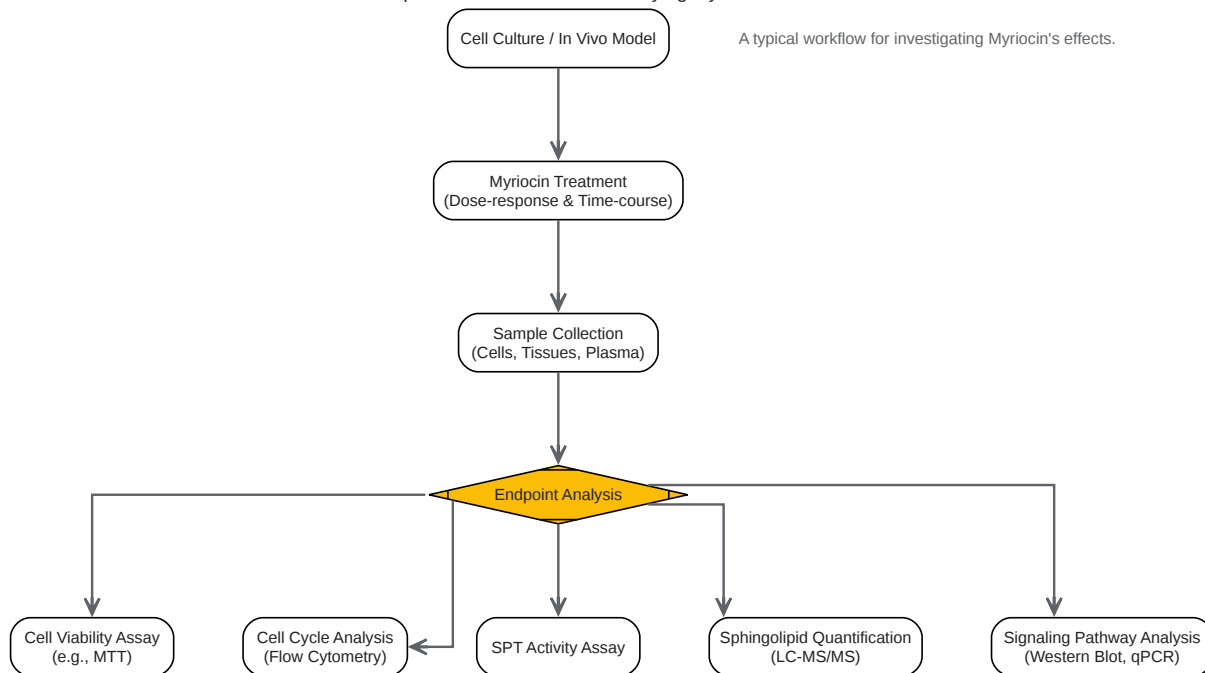 Cell Culture / In Vivo Model
A typical workflow for investigating Myriocin's effects.
Myriocin Treatment
(Dose-response & Time-course)
Sample Collection
(Cells, Tissues, Plasma)
Endpoint Analysis
Cell Viability Assay
(e.g., MTT)
Cell Cycle Analysis
(Flow Cytometry)
SPT Activity Assay
Sphingolipid Quantification
(LC-MS/MS)
Signaling Pathway Analysis
(Western Blot, qPCR)